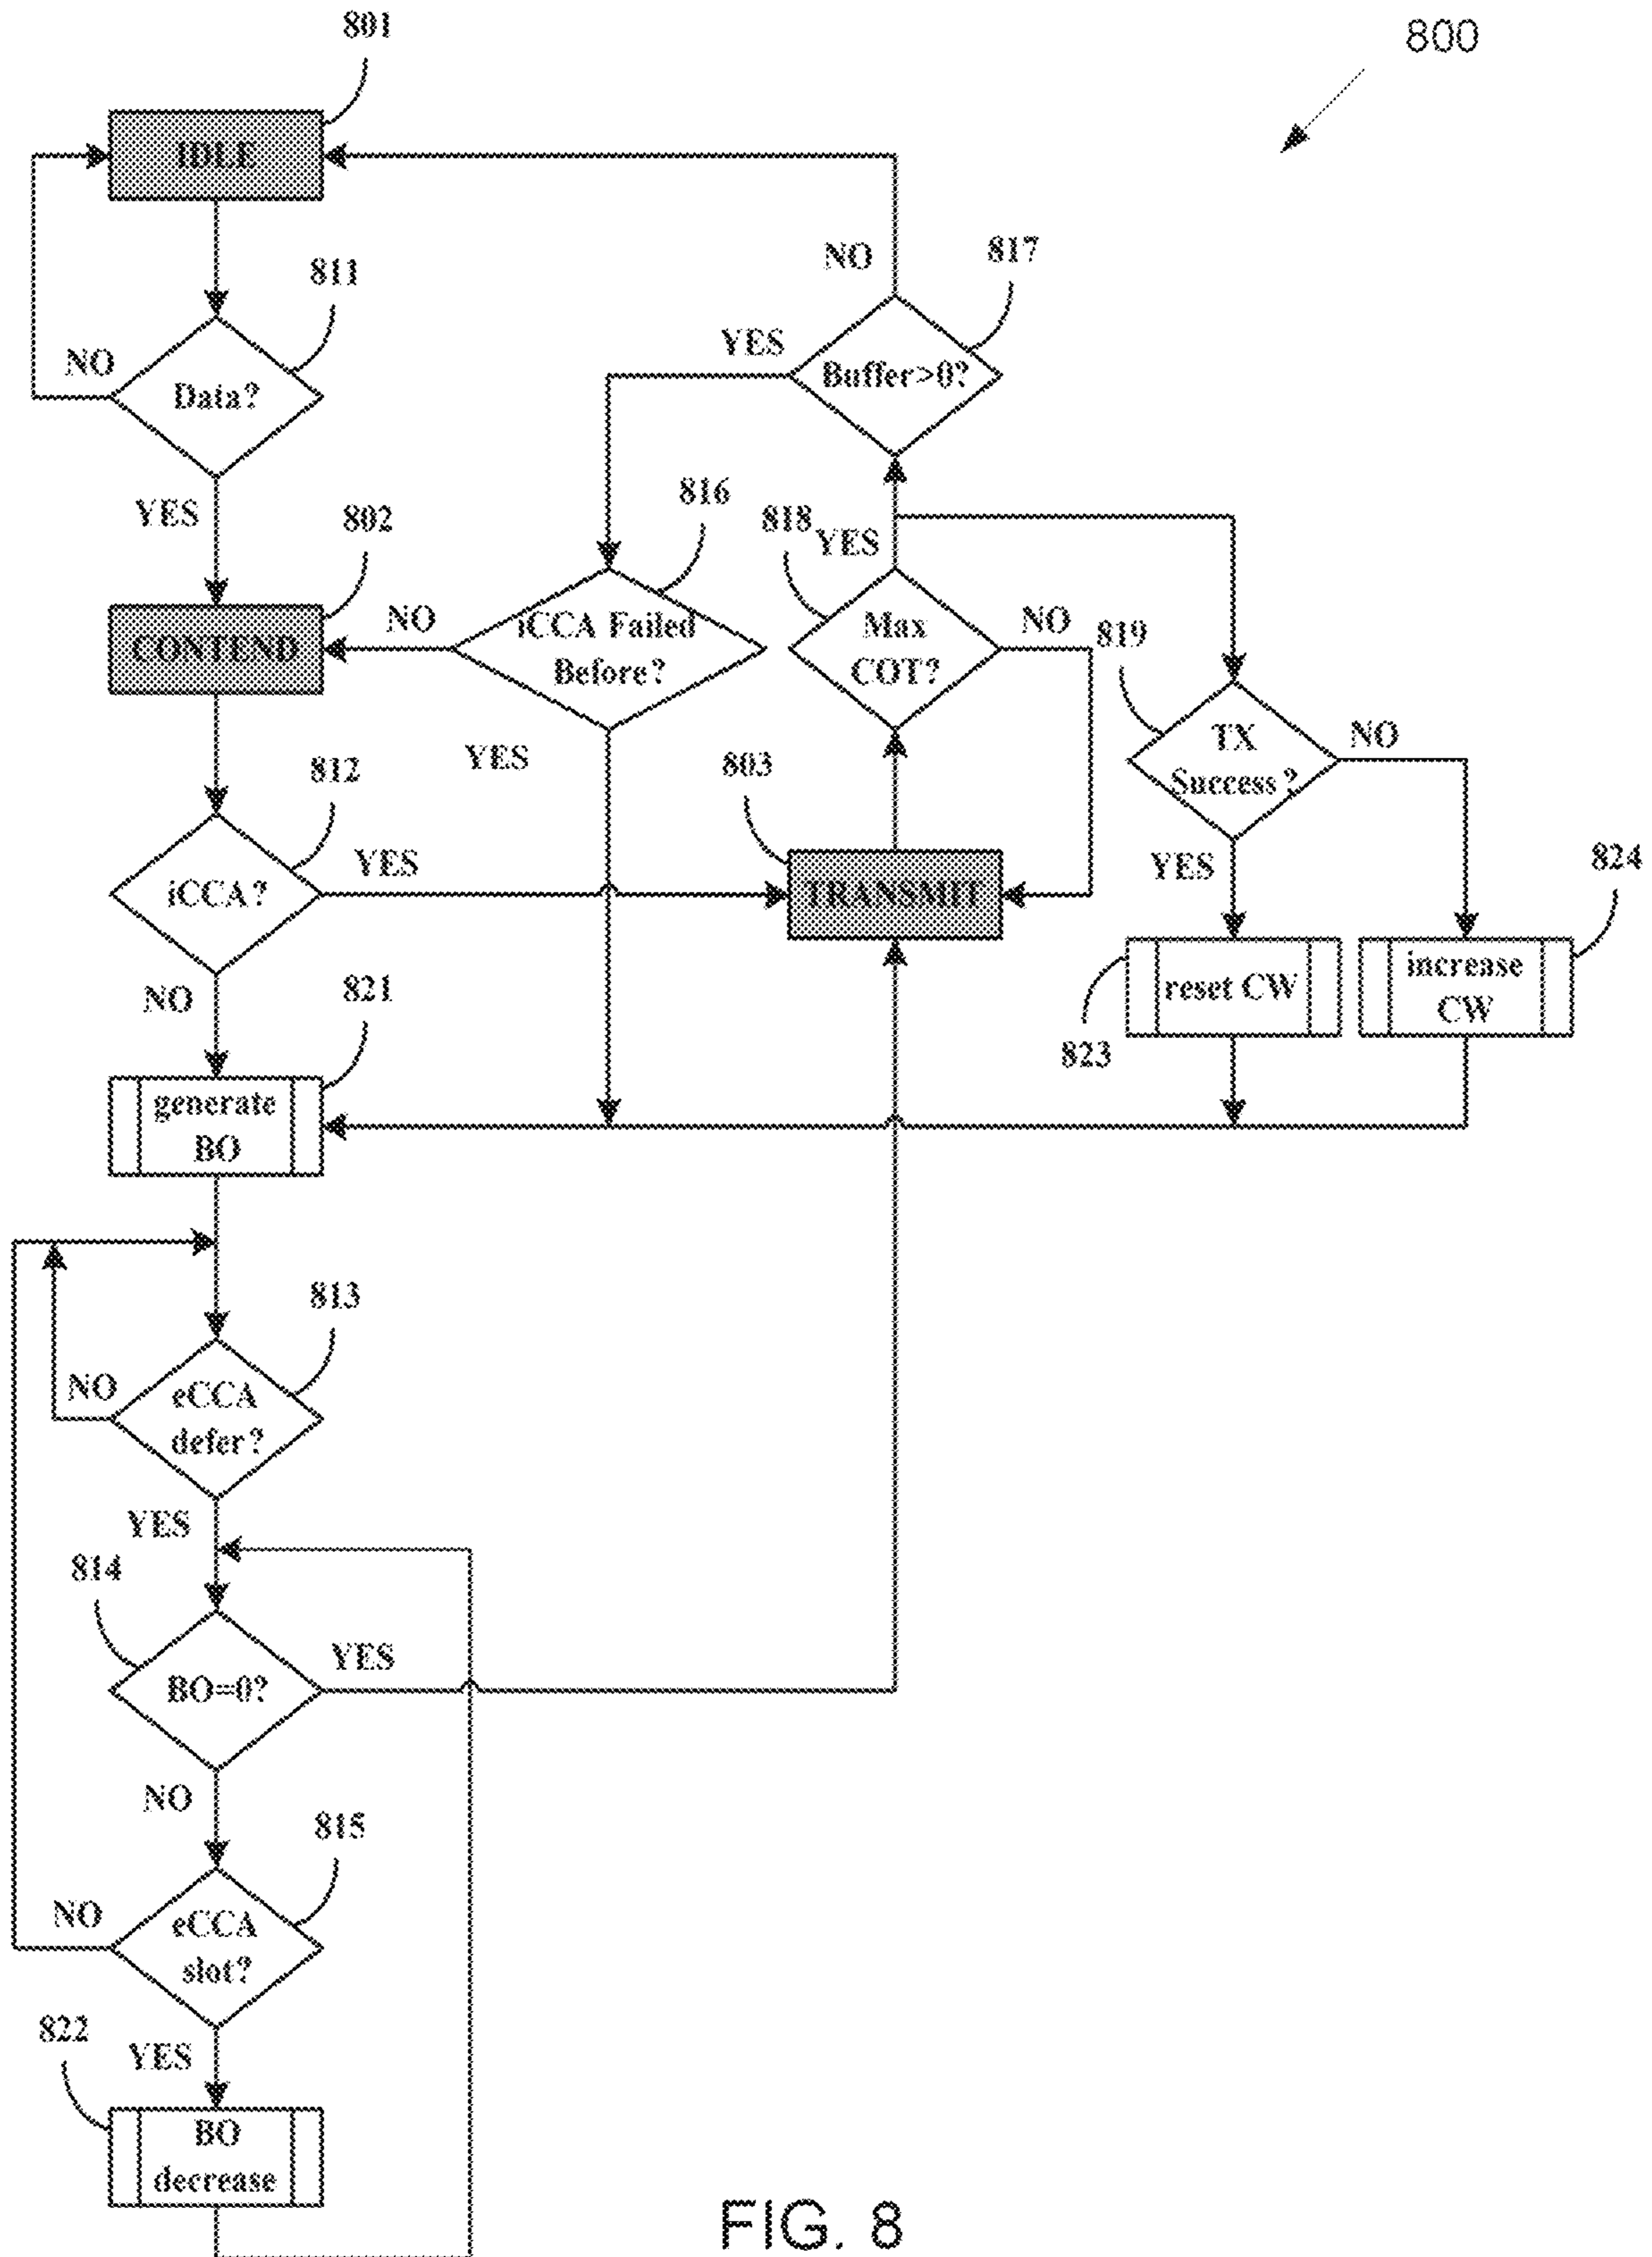 801
800
IDLE
811
NO
817
NO
Data?
YES
Buffer>0?
YES
802
816
818
YES
CONTEND
NO
iCCA Failed
Before?
Max
COT?
NO
819
812
YES
803
TX
Success?
NO
iCCA?
YES
TRANSMIT
YES
824
NO
821
reset CW
increase
CW
823
generate
BO
813
NO
eCCA
defer?
YES
814
BO=0?
YES
NO
815
NO
eCCA
slot?
822
YES
BO
decrease
FIG. 8